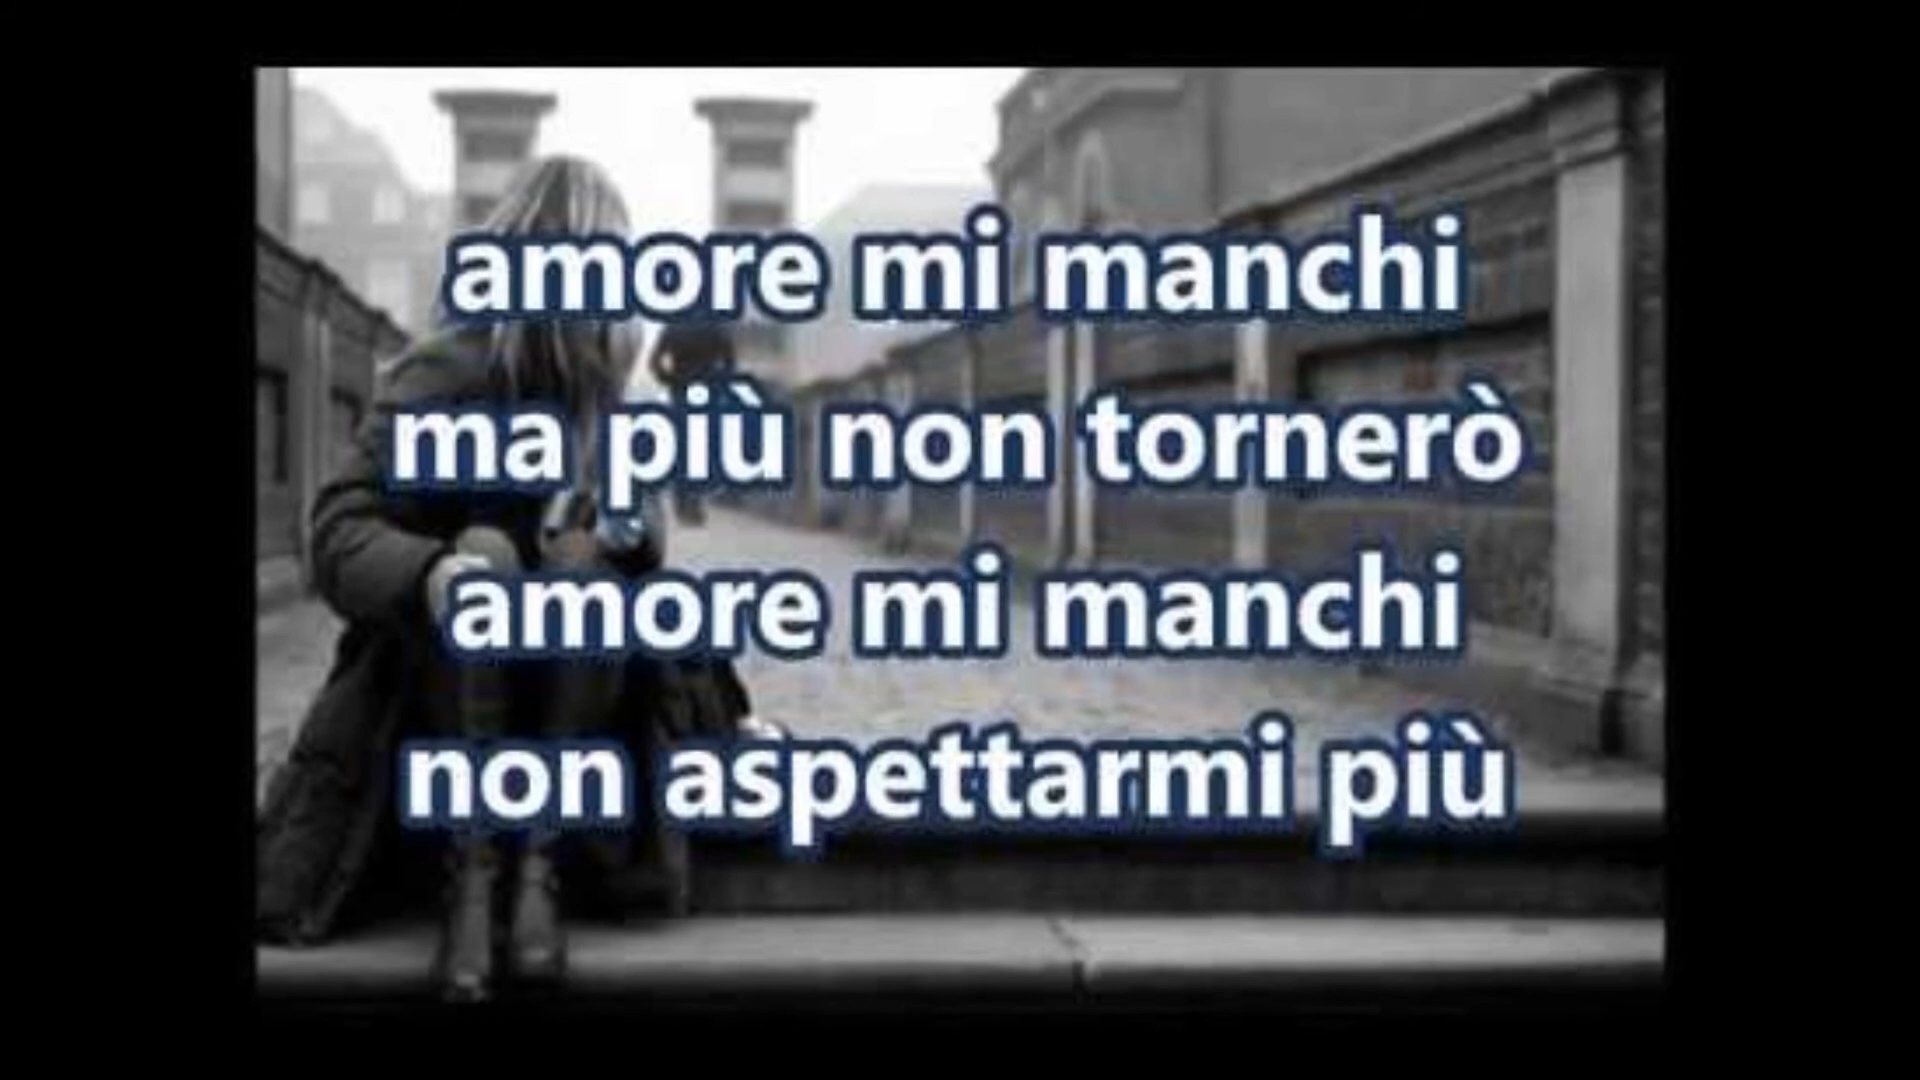 amore mi manchi
ma più non tornerò
amore mi manchi
non aspettarmi più